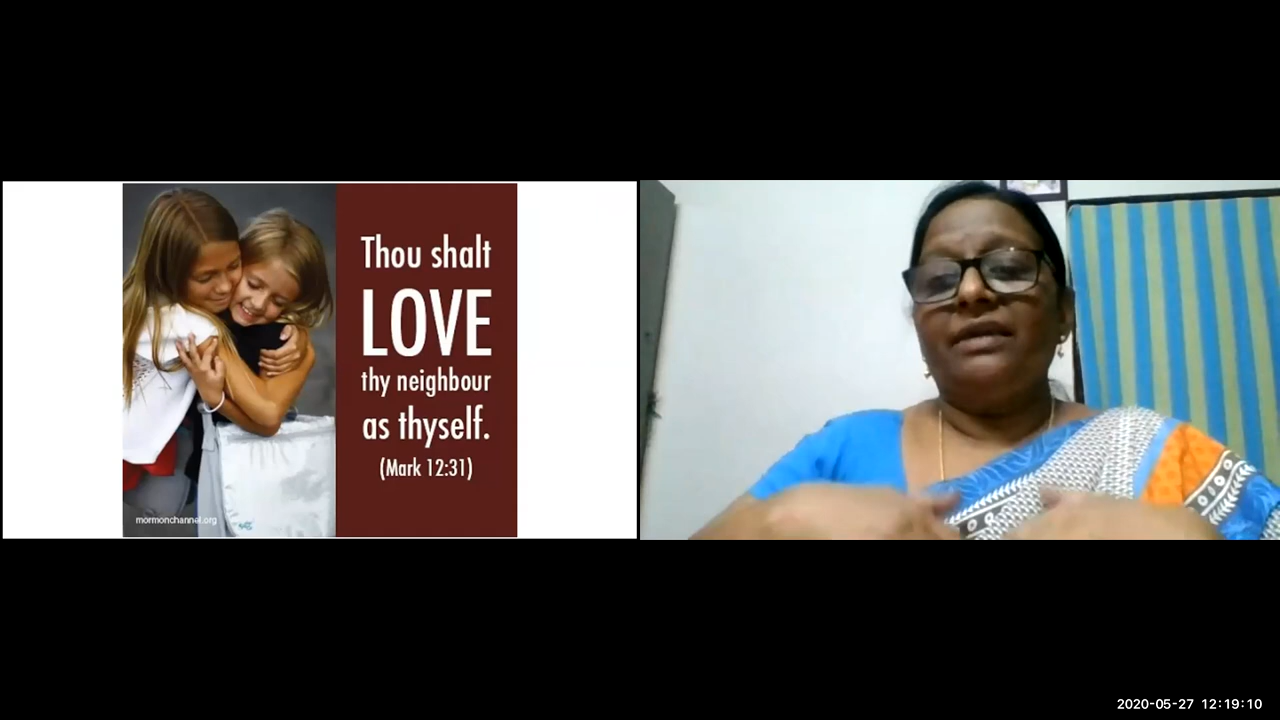 Thou shalt
LOVE
thy neighbour
as thyself.
(Mark 12:31)
mormonchannel.org
2020-05-27 12:19:10